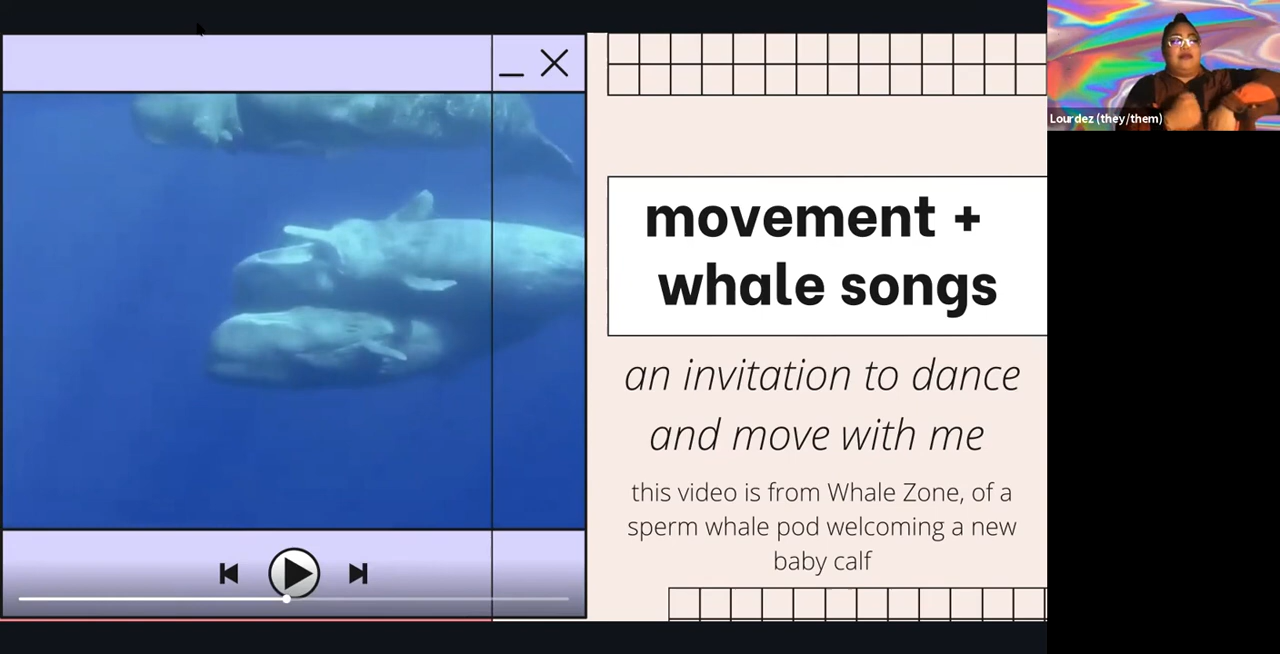 movement +
whale songs
an invitation to dance
and move with me
this video is from Whale Zone, of a
sperm whale pod welcoming a new
baby calf
Lourdez (they/them)